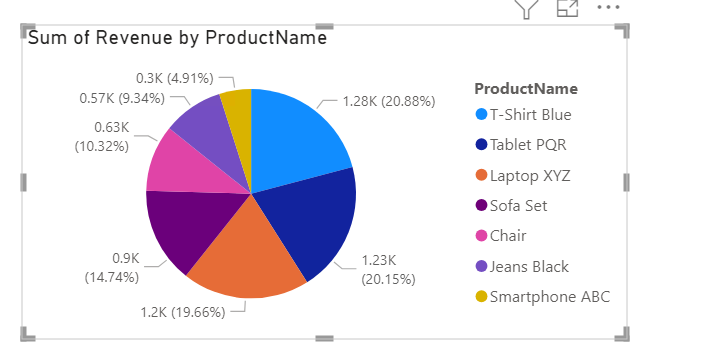 Sum of Revenue by ProductName
0.3K (4.91%)
0.57K (9.34%)
1.28K (20.88%)
0.63K
(10.32%)
0.9K
(14.74%)
1.23K
(20.15%)
1.2K (19.66%)
ProductName
T-Shirt Blue
Tablet PQR
Laptop XYZ
Sofa Set
Chair
Jeans Black
Smartphone ABC